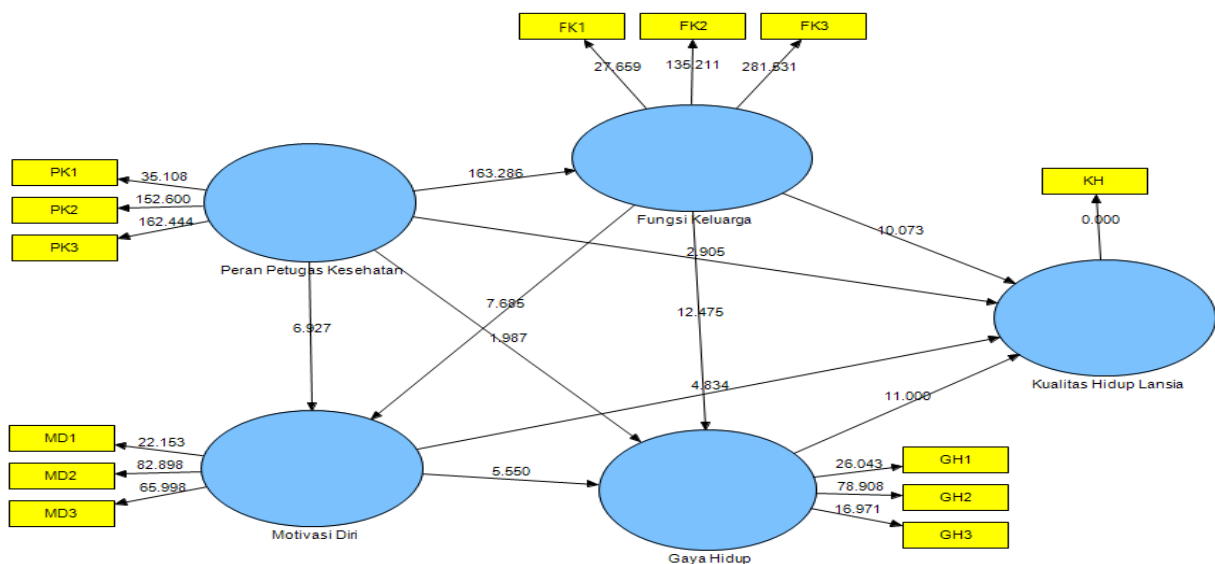 FK1
FK2
FK3
27.659
135.211
281.531
PK1
35.108
PK2
152.600
PK3
162.444
163.286
KH
0.000
Fungsi Keluarga
Peran Petugas Kesehatan
10.073
2.905
7.685
12.475
6.927
1.987
Kualitas Hidup Lansia
4.834
11.000
MD1
22.153
MD2
82.898
MD3
65.998
5.550
26.043
GH1
78.908
GH2
16.971
GH3
Motivasi Diri
Gaya Hidup